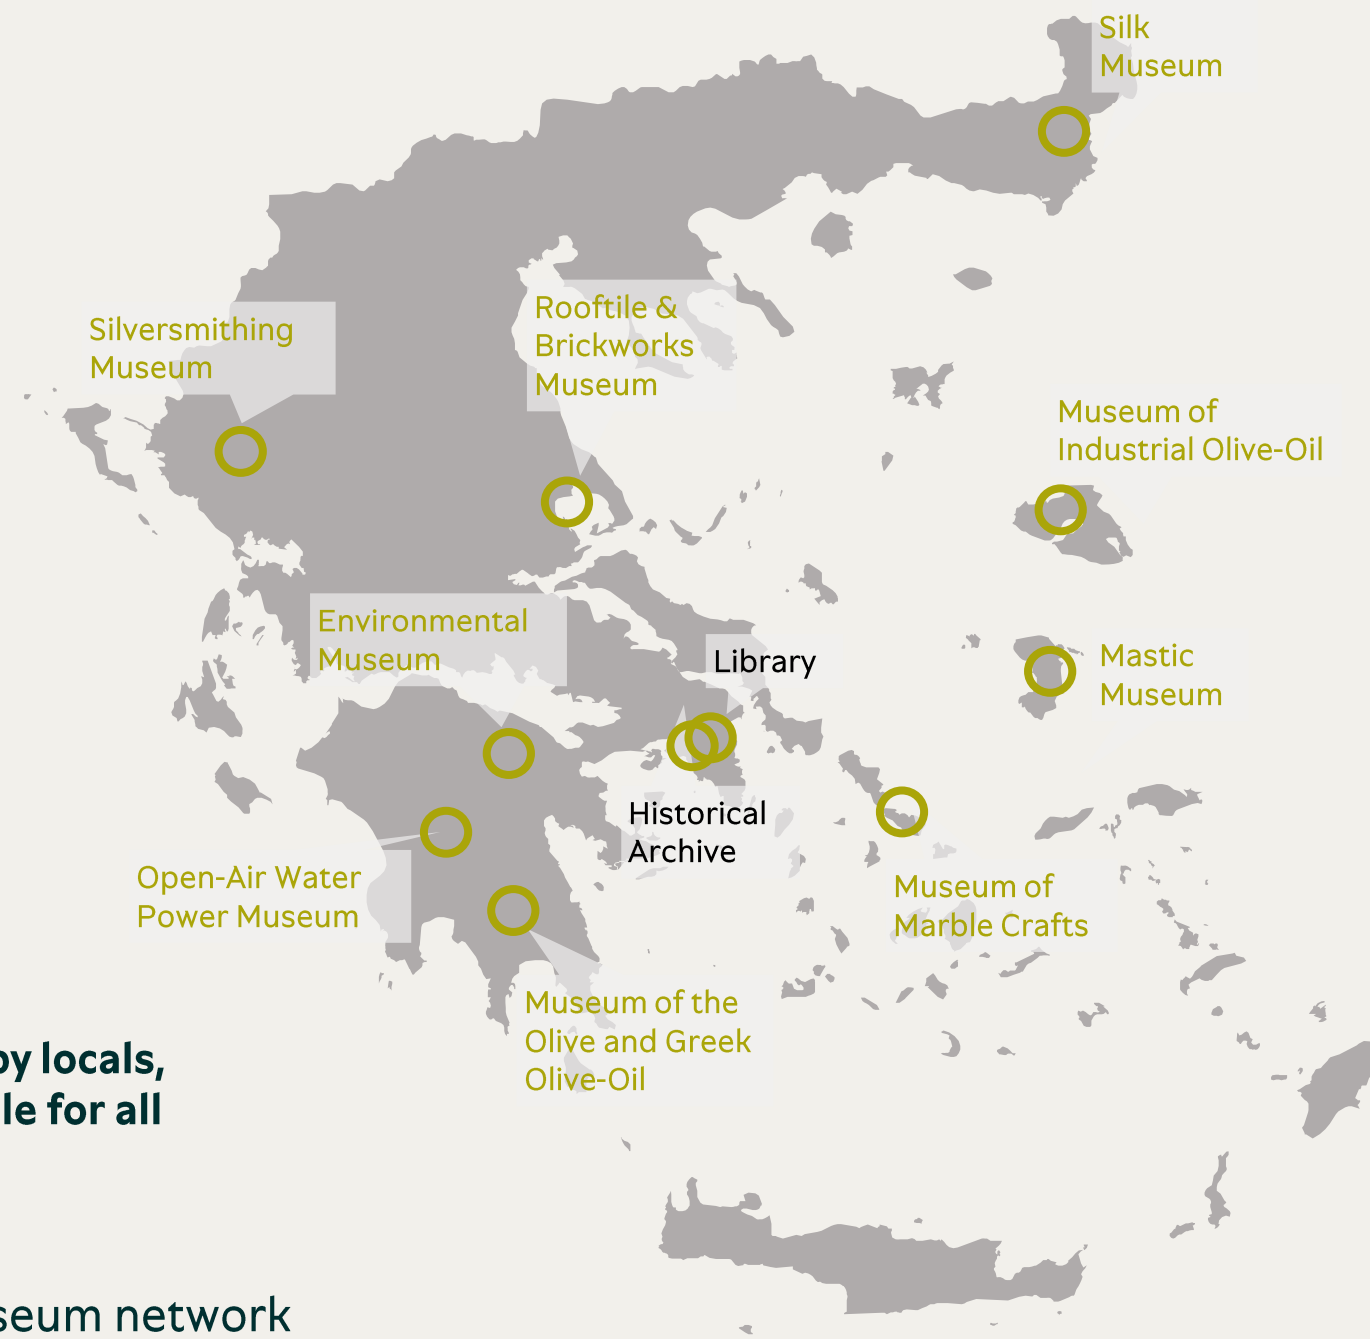 Silk
Museum
Rooftile &
Brickworks
Museum
Silversmithing
Museum
Museum of
Industrial Olive-Oil
Environmental
Museum
Library
Mastic
Museum
Historical
Archive
Open-Air Water
Power Museum
Museum of
Marble Crafts
Museum of the
Olive and Greek
Olive-Oil
by locals,
for all
network